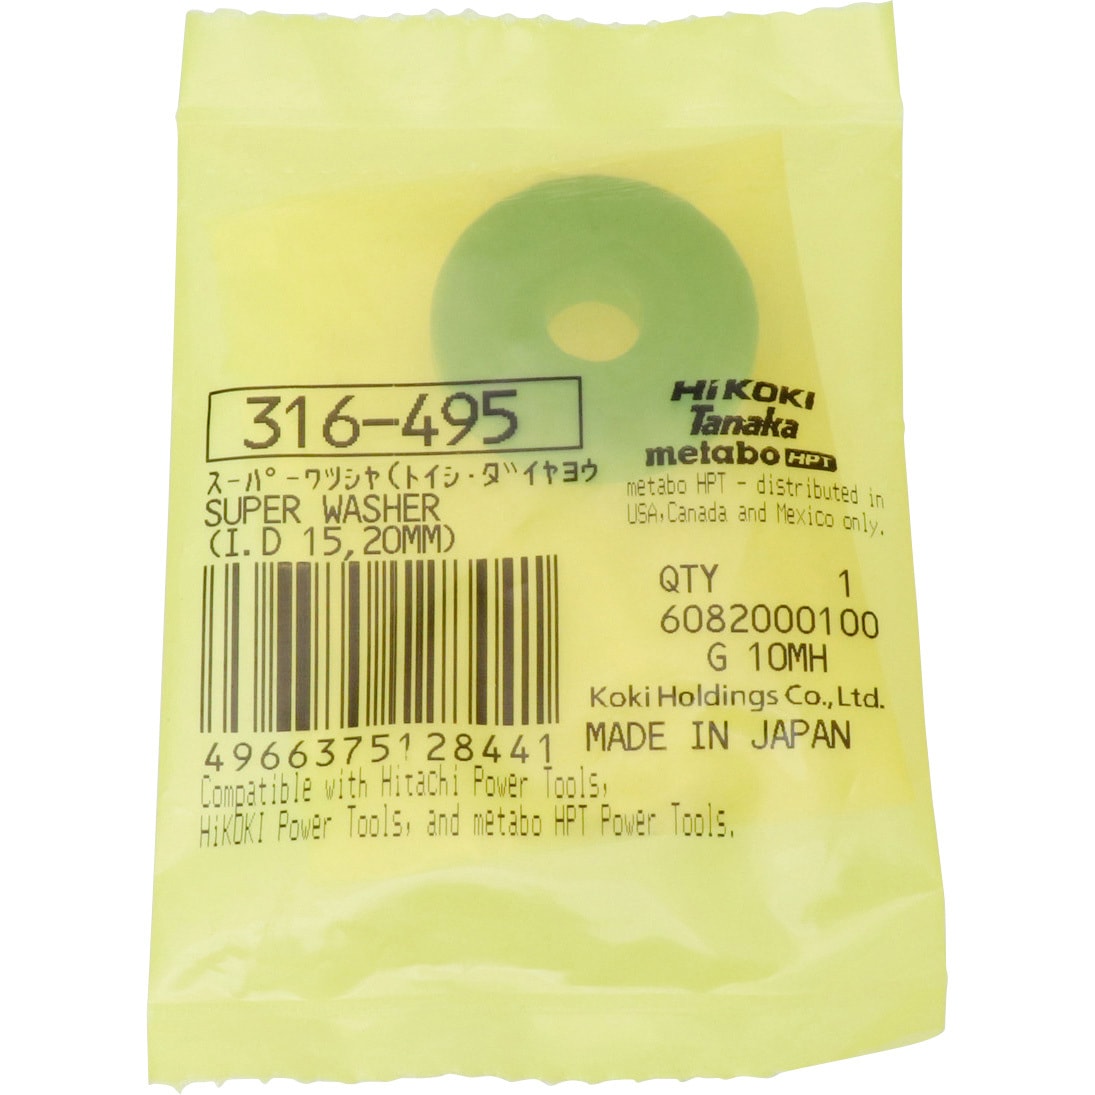 316-495
スーパーワツシヤ(トイシ・ダイヤヨウ
SUPER WASHER
(I.D 15,20MM)
4966375128441
HiKOKI
Tanaka
metabo HPT
metabo HPT - distributed in
USA,Canada and Mexico only.
QTY 1
6082000100
G 10MH
Koki Holdings Co.,Ltd.
MADE IN JAPAN
Compatible with Hitachi Power Tools,
HiKOKI Power Tools, and metabo HPT Power Tools.